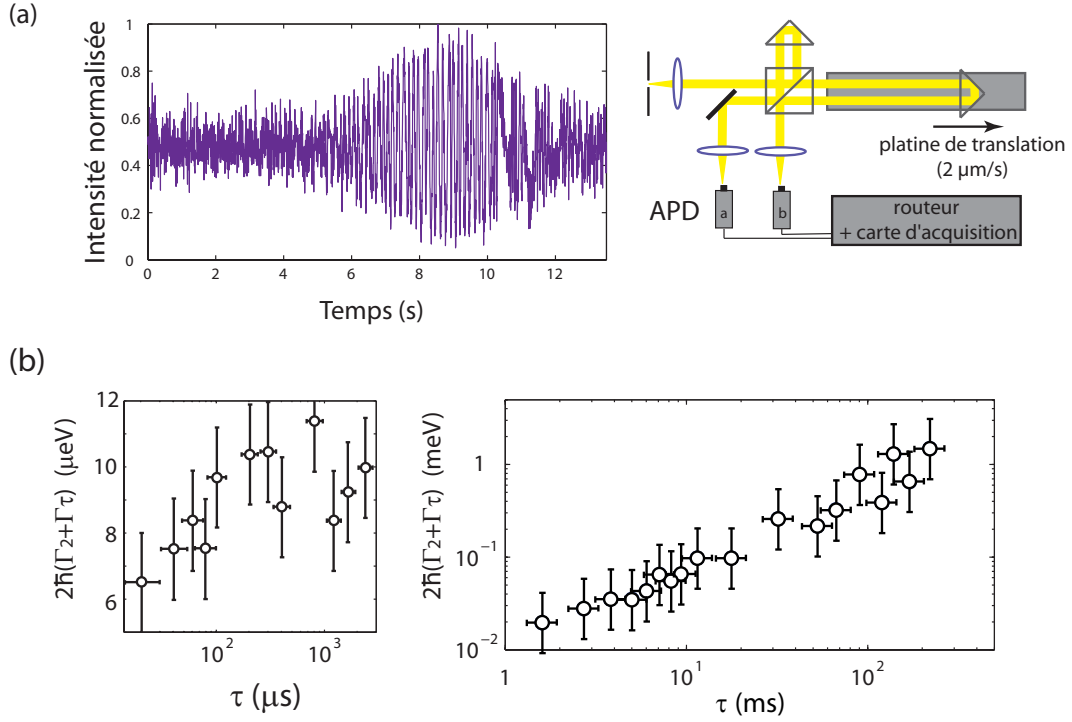 (a)
Intensité normalisée
1
0.8
0.6
0.4
0.2
0
0 2 4 6 8 10 12
Temps (s)
platine de translation
(2 µm/s)
APD
a
b
routeur
+ carte d'acquisition
(b)
2ħ(Γ2+Γτ) (µeV)
12
10
8
6
10² 10³
τ (µs)
2ħ(Γ2+Γτ) (meV)
1
10⁻¹
10⁻²
1 10¹ 10²
τ (ms)